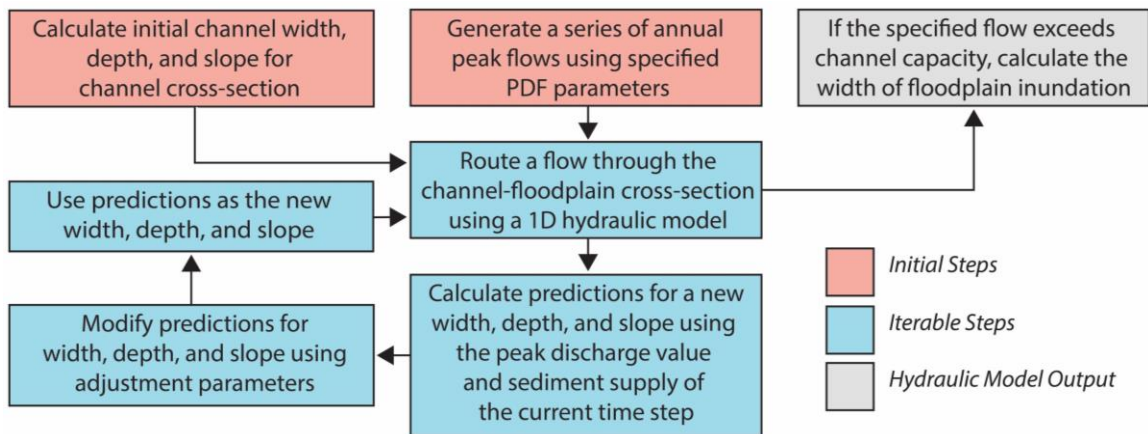 Calculate initial channel width,
depth, and slope for
channel cross-section
Generate a series of annual
peak flows using specified
PDF parameters
If the specified flow exceeds
channel capacity, calculate the
width of floodplain inundation
Route a flow through the
channel-floodplain cross-section
using a 1D hydraulic model
Use predictions as the new
width, depth, and slope
Modify predictions for
width, depth, and slope using
adjustment parameters
Calculate predictions for a new
width, depth, and slope using
the peak discharge value
and sediment supply of
the current time step
Initial Steps
Iterable Steps
Hydraulic Model Output